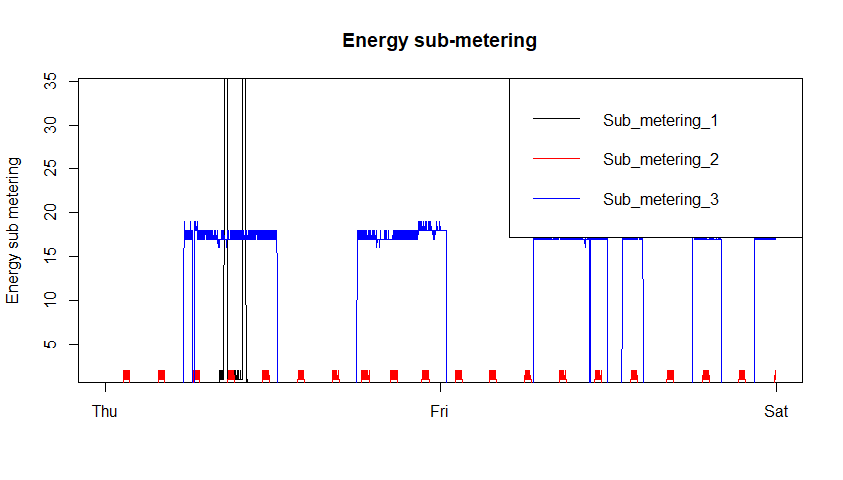 Energy sub-metering
Energy sub metering
35
30
25
20
15
10
5
Sub_metering_1
Sub_metering_2
Sub_metering_3
Thu
Fri
Sat